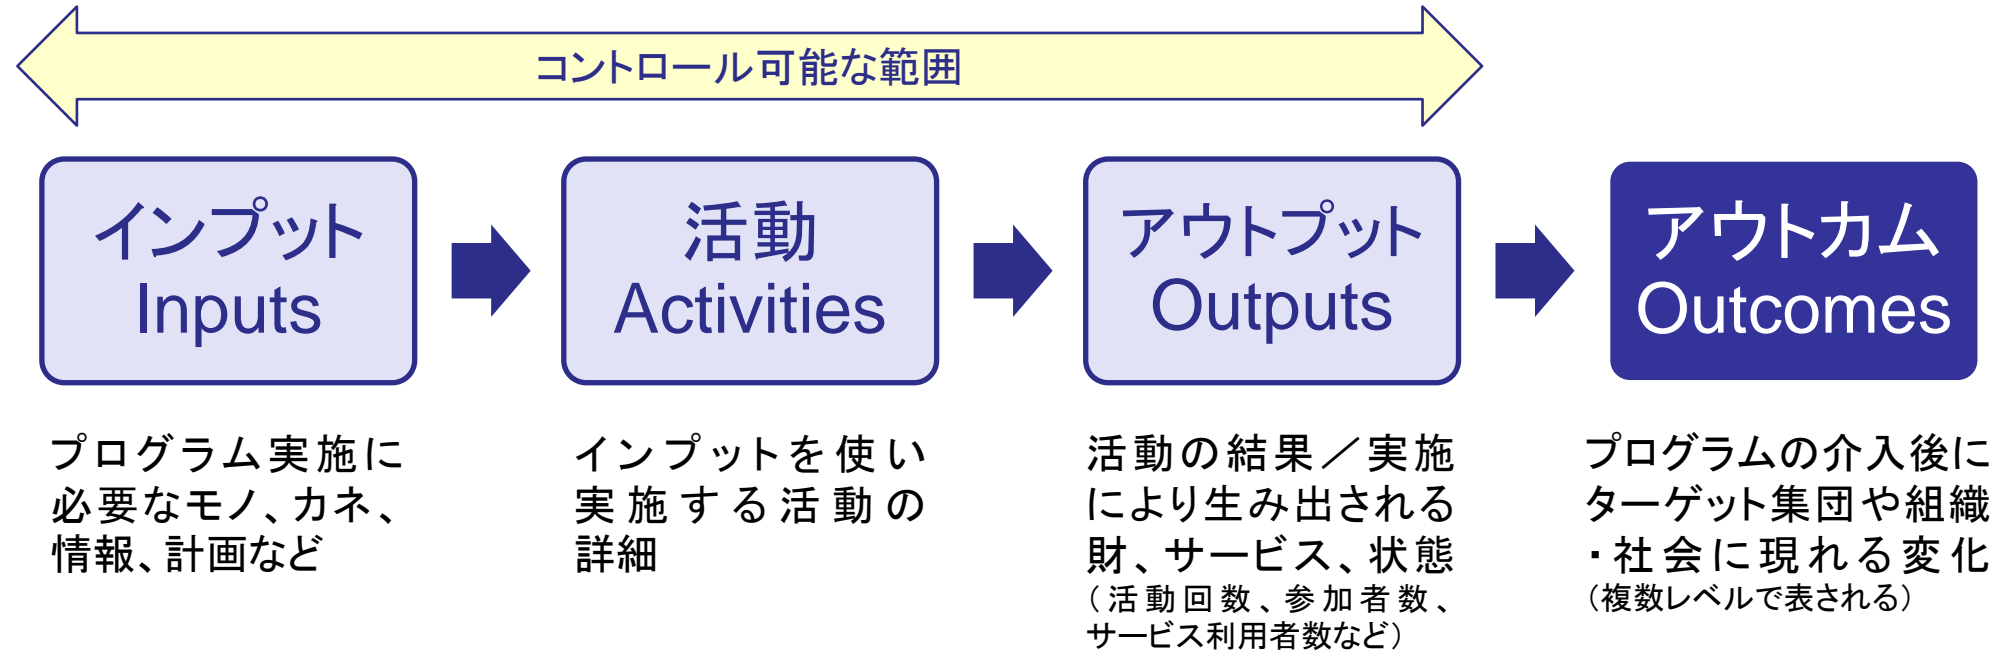 コントロール可能な範囲
インプット
Inputs
活動
Activities
アウトプット
Outputs
アウトカム
Outcomes
プログラム実施に
必要なモノ、カネ、
情報、計画など
インプットを使い
実施する活動の
詳細
活動の結果／実施
により生み出される
財、サービス、状態
（活動回数、参加者数、
サービス利用者数など）
プログラムの介入後に
ターゲット集団や組織
・社会に現れる変化
（複数レベルで表される）